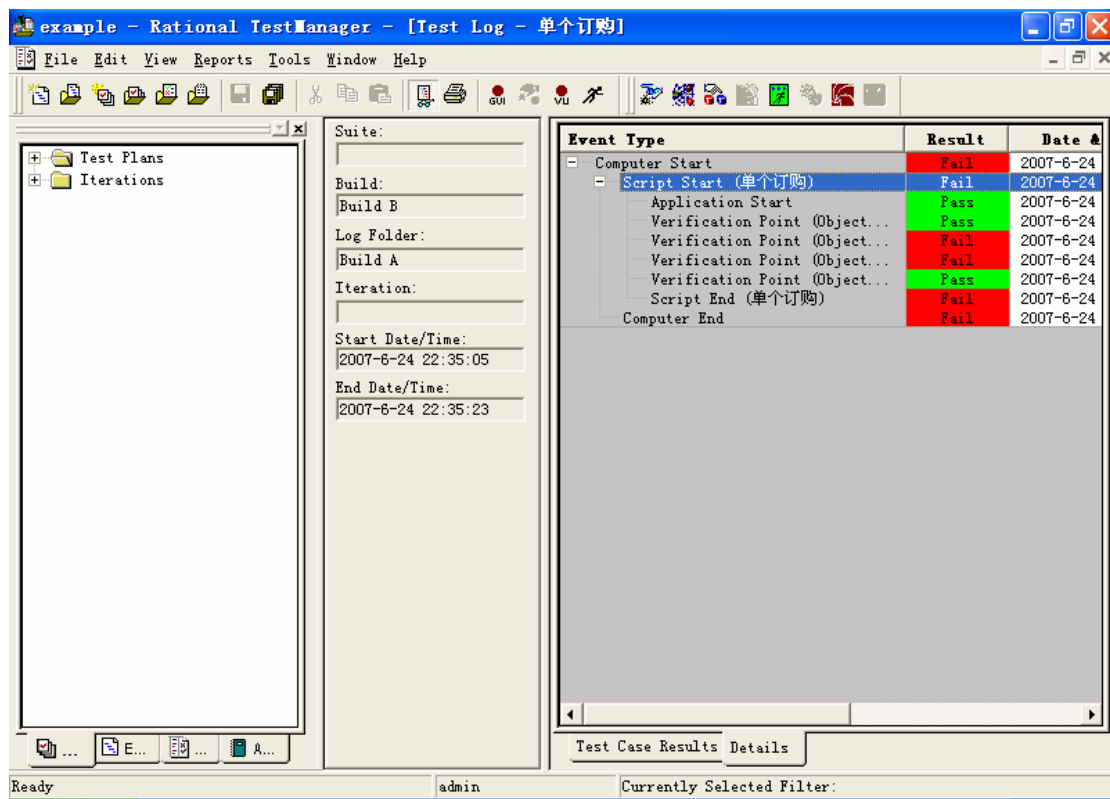 example - Rational TestManager - [Test Log - 单个订购]
File Edit View Reports Tools Window Help
GUI VU
Test Plans
Iterations
... E... ... A...
Suite:
Build:
Build B
Log Folder:
Build A
Iteration:
Start Date/Time:
2007-6-24 22:35:05
End Date/Time:
2007-6-24 22:35:23
Event Type Result Date &
Computer Start Fail 2007-6-24
Script Start (单个订购) Fail 2007-6-24
Application Start Pass 2007-6-24
Verification Point (Object... Pass 2007-6-24
Verification Point (Object... Fail 2007-6-24
Verification Point (Object... Fail 2007-6-24
Verification Point (Object... Pass 2007-6-24
Script End (单个订购) Fail 2007-6-24
Computer End Fail 2007-6-24
Test Case Results Details
Ready admin Currently Selected Filter: